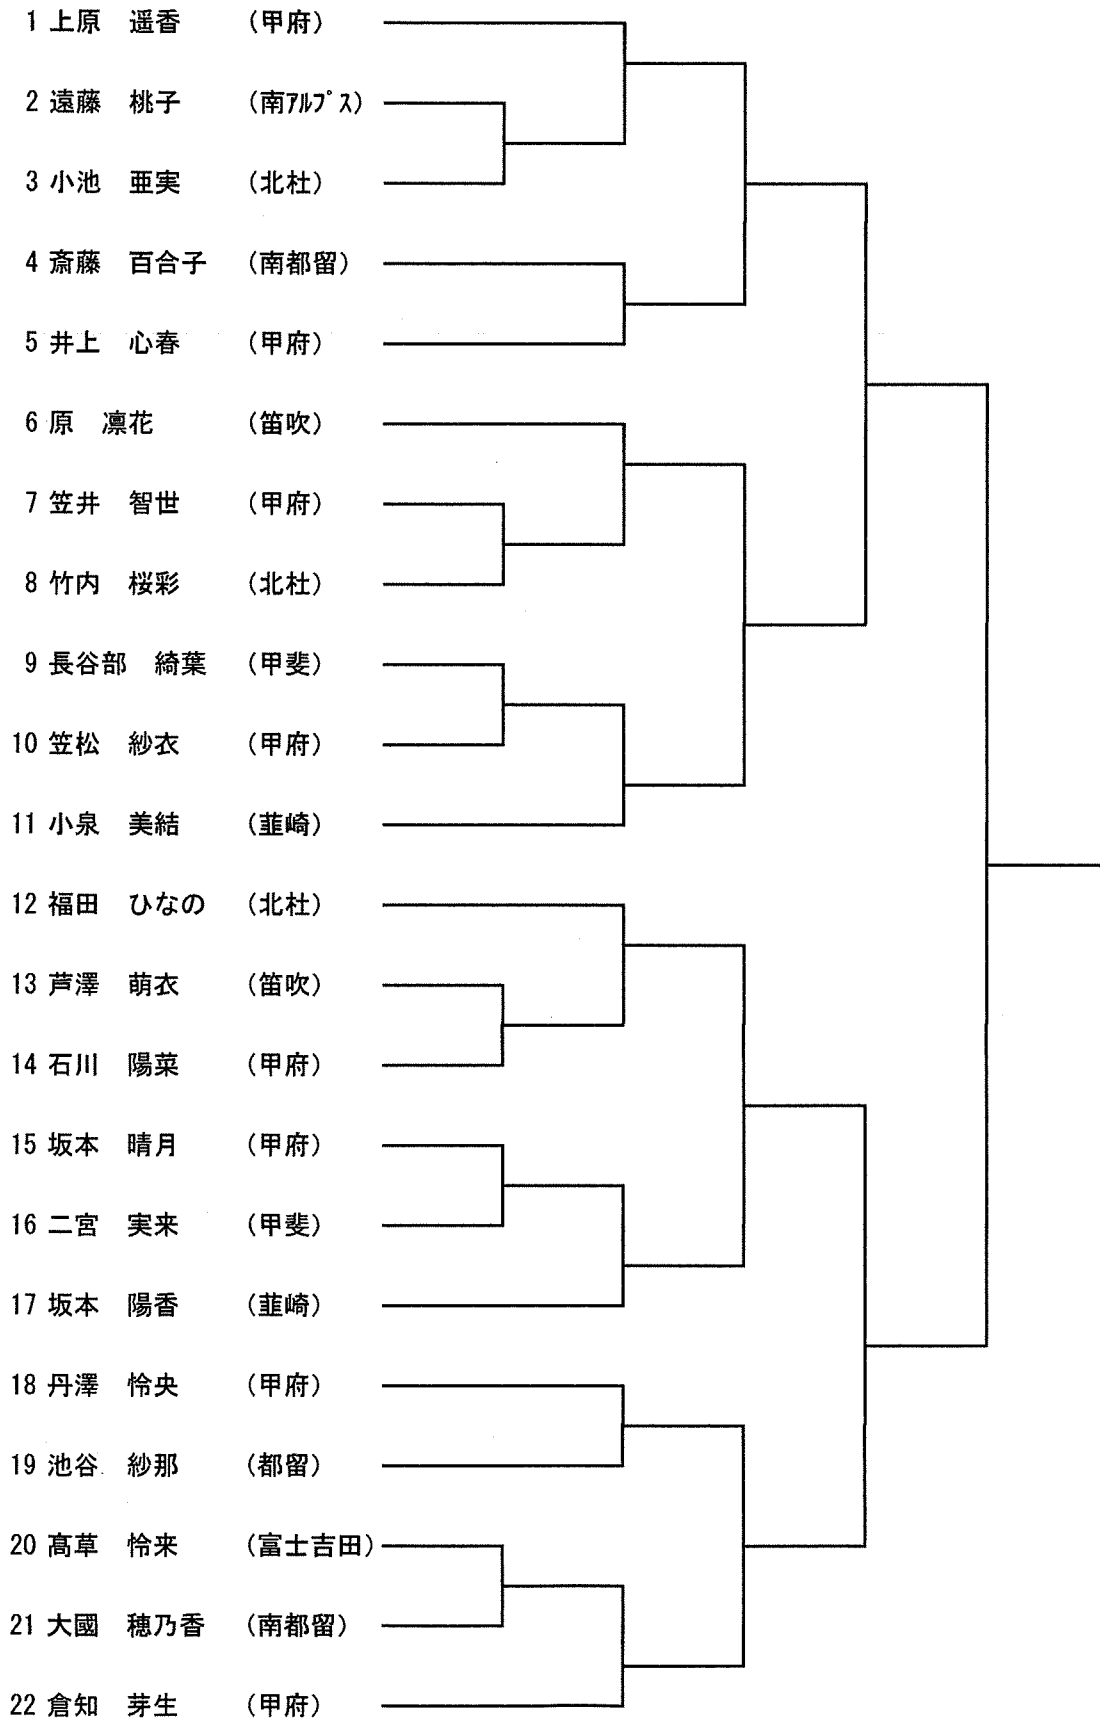 1 上原　遥香　(甲府)
2 遠藤　桃子　(南ｱﾙﾌﾟｽ)
3 小池　亜実　(北杜)
4 斎藤　百合子　(南都留)
5 井上　心春　(甲府)
6 原　凛花　(笛吹)
7 笠井　智世　(甲府)
8 竹内　桜彩　(北杜)
9 長谷部　綺葉　(甲斐)
10 笠松　紗衣　(甲府)
11 小泉　美結　(韮崎)
12 福田　ひなの　(北杜)
13 芦澤　萌衣　(笛吹)
14 石川　陽菜　(甲府)
15 坂本　晴月　(甲府)
16 二宮　実来　(甲斐)
17 坂本　陽香　(韮崎)
18 丹澤　怜央　(甲府)
19 池谷　紗那　(都留)
20 髙草　怜来　(富士吉田)
21 大國　穂乃香　(南都留)
22 倉知　芽生　(甲府)